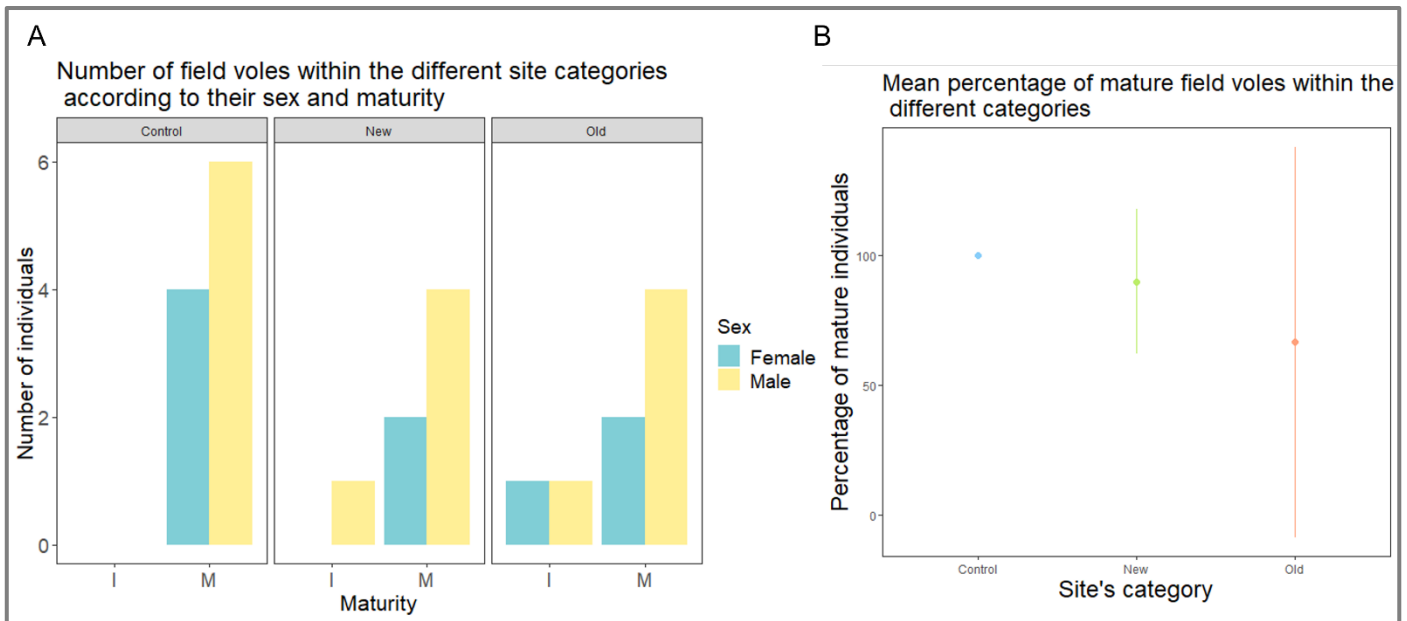 A
Number of field voles within the different site categories
according to their sex and maturity
Control
New
Old
6
4
2
0
Number of individuals
I
M
I
M
I
M
Maturity
Sex
Female
Male
B
Mean percentage of mature field voles within the
different categories
100
50
0
Percentage of mature individuals
Control
New
Old
Site's category